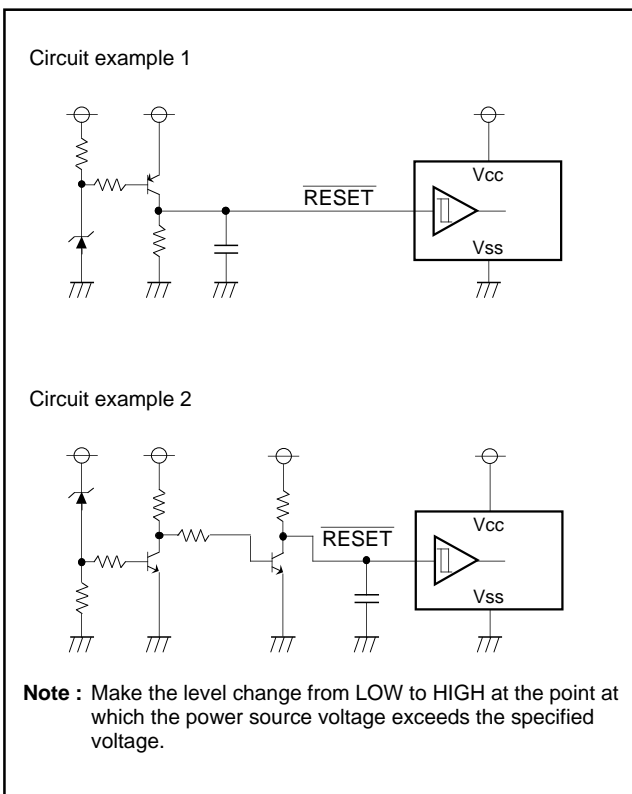 Circuit example 1
RESET
Vcc
Vss
Circuit example 2
RESET
Vcc
Vss
Note : Make the level change from LOW to HIGH at the point at
which the power source voltage exceeds the specified
voltage.